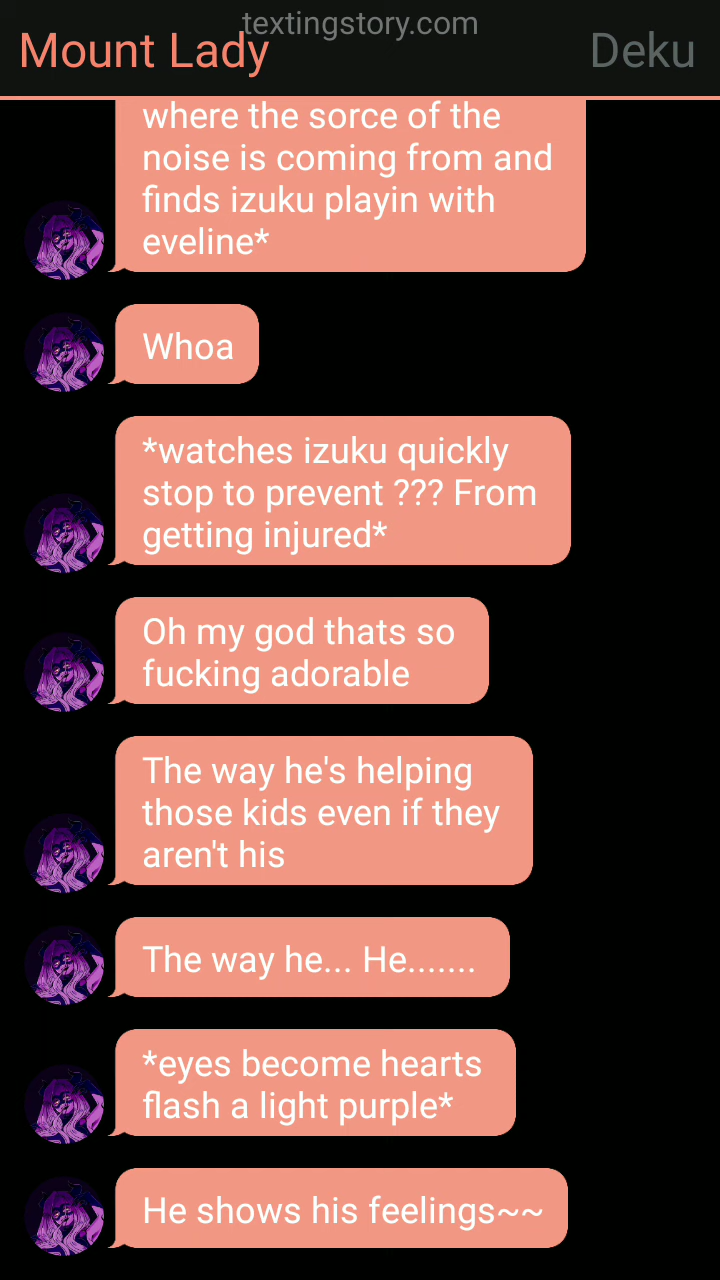 textingstory.com
Mount Lady
Deku
where the sorce of the
noise is coming from and
finds izuku playin with
eveline*
Whoa
*watches izuku quickly
stop to prevent ??? From
getting injured*
Oh my god thats so
fucking adorable
The way he's helping
those kids even if they
aren't his
The way he... He.......
*eyes become hearts
flash a light purple*
He shows his feelings~~